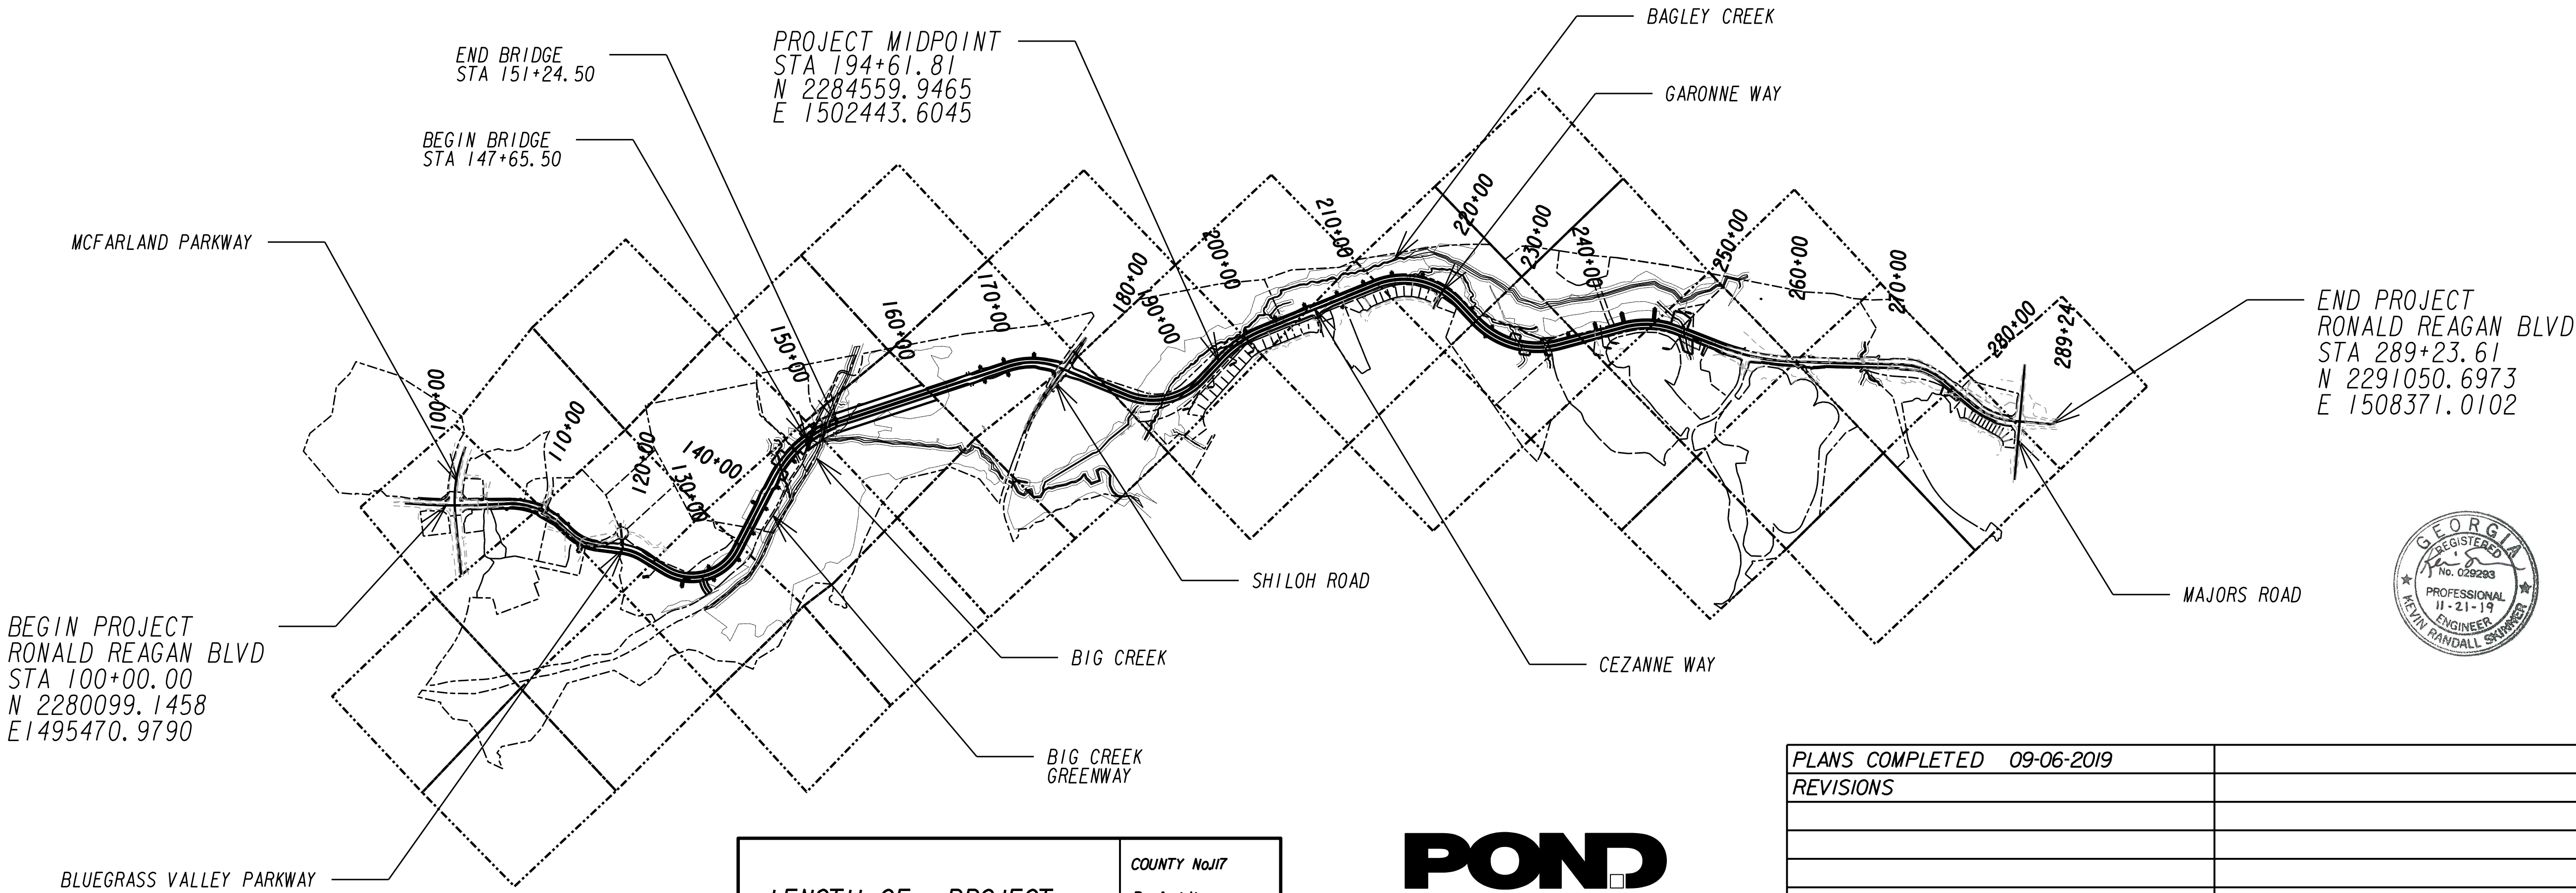 BAGLEY CREEK
END BRIDGE
STA 151+24.50
PROJECT MIDPOINT
STA 194+61.81
N 2284559.9465
E 1502443.6045
GARONNE WAY
BEGIN BRIDGE
STA 147+65.50
MCFARLAND PARKWAY
100+00
110+00
120+00
130+00
140+00
150+00
160+00
170+00
180+00
190+00
200+00
210+00
220+00
230+00
240+00
250+00
260+00
270+00
280+00
289+24
END PROJECT
RONALD REAGAN BLVD
STA 289+23.61
N 2291050.6973
E 1508371.0102
GEORGIA
REGISTERED
No. 029293
PROFESSIONAL
11-21-19
ENGINEER
KEVIN RANDALL SKINNER
SHILOH ROAD
MAJORS ROAD
BEGIN PROJECT
RONALD REAGAN BLVD
STA 100+00.00
N 2280099.1458
E1495470.9790
BIG CREEK
CEZANNE WAY
BIG CREEK
GREENWAY
BLUEGRASS VALLEY PARKWAY
PLANS COMPLETED 09-06-2019
REVISIONS
COUNTY No.117
LENGTH OF PROJECT
POND